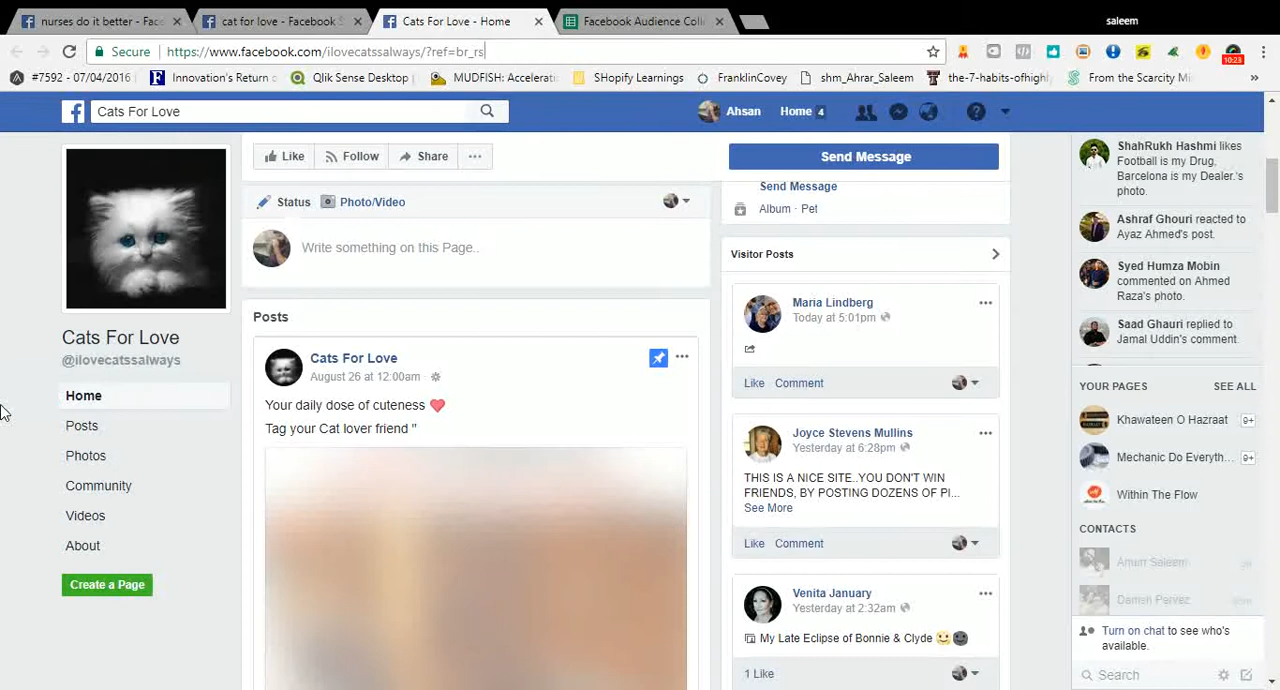 nurses do it better - Fac
cat for love - Facebook S
Cats For Love - Home
Facebook Audience Coll
saleem
Secure
https://www.facebook.com/ilovecatssalways/?ref=br_rs
10:23
#7592 - 07/04/2016
Innovation's Return o
Qlik Sense Desktop
MUDFISH: Accelerati
SHopify Learnings
FranklinCovey
shm_Ahrar_Saleem
the-7-habits-of-highly
From the Scarcity Mi
»
Cats For Love
Ahsan
Home 4
Like
Follow
Share
Send Message
Status
Photo/Video
Write something on this Page..
Send Message
Album · Pet
Visitor Posts
Cats For Love
@ilovecatssalways
Home
Posts
Photos
Community
Videos
About
Create a Page
Posts
Cats For Love
August 26 at 12:00am
Your daily dose of cuteness ❤
Tag your Cat lover friend "
Maria Lindberg
Today at 5:01pm
Like Comment
Joyce Stevens Mullins
Yesterday at 6:28pm
THIS IS A NICE SITE..YOU DON'T WIN
FRIENDS, BY POSTING DOZENS OF PI...
See More
Like Comment
Venita January
Yesterday at 2:32am
My Late Eclipse of Bonnie & Clyde
1 Like
ShahRukh Hashmi likes
Football is my Drug,
Barcelona is my Dealer.'s
photo.
Ashraf Ghouri reacted to
Ayaz Ahmed's post.
Syed Humza Mobin
commented on Ahmed
Raza's photo.
Saad Ghauri replied to
Jamal Uddin's comment
YOUR PAGES
SEE ALL
Khawateen O Hazraat
9+
Mechanic Do Everyth...
9+
Within The Flow
CONTACTS
Saleem
Pervez
Turn on chat to see who's
available.
Search